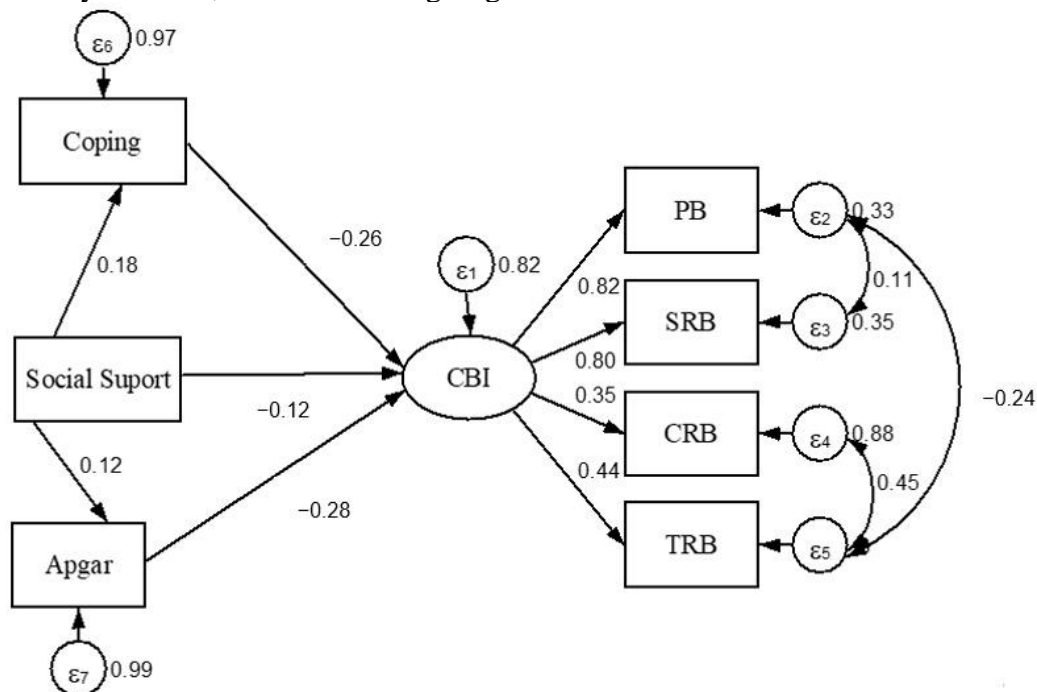 ε6 0.97
Coping
0.18
−0.26
Social Suport
−0.12
0.12
−0.28
Apgar
ε7 0.99
ε1 0.82
CBI
0.82
0.80
0.35
0.44
PB
ε2 0.33
0.11
SRB
ε3 0.35
−0.24
CRB
ε4 0.88
0.45
TRB
ε5